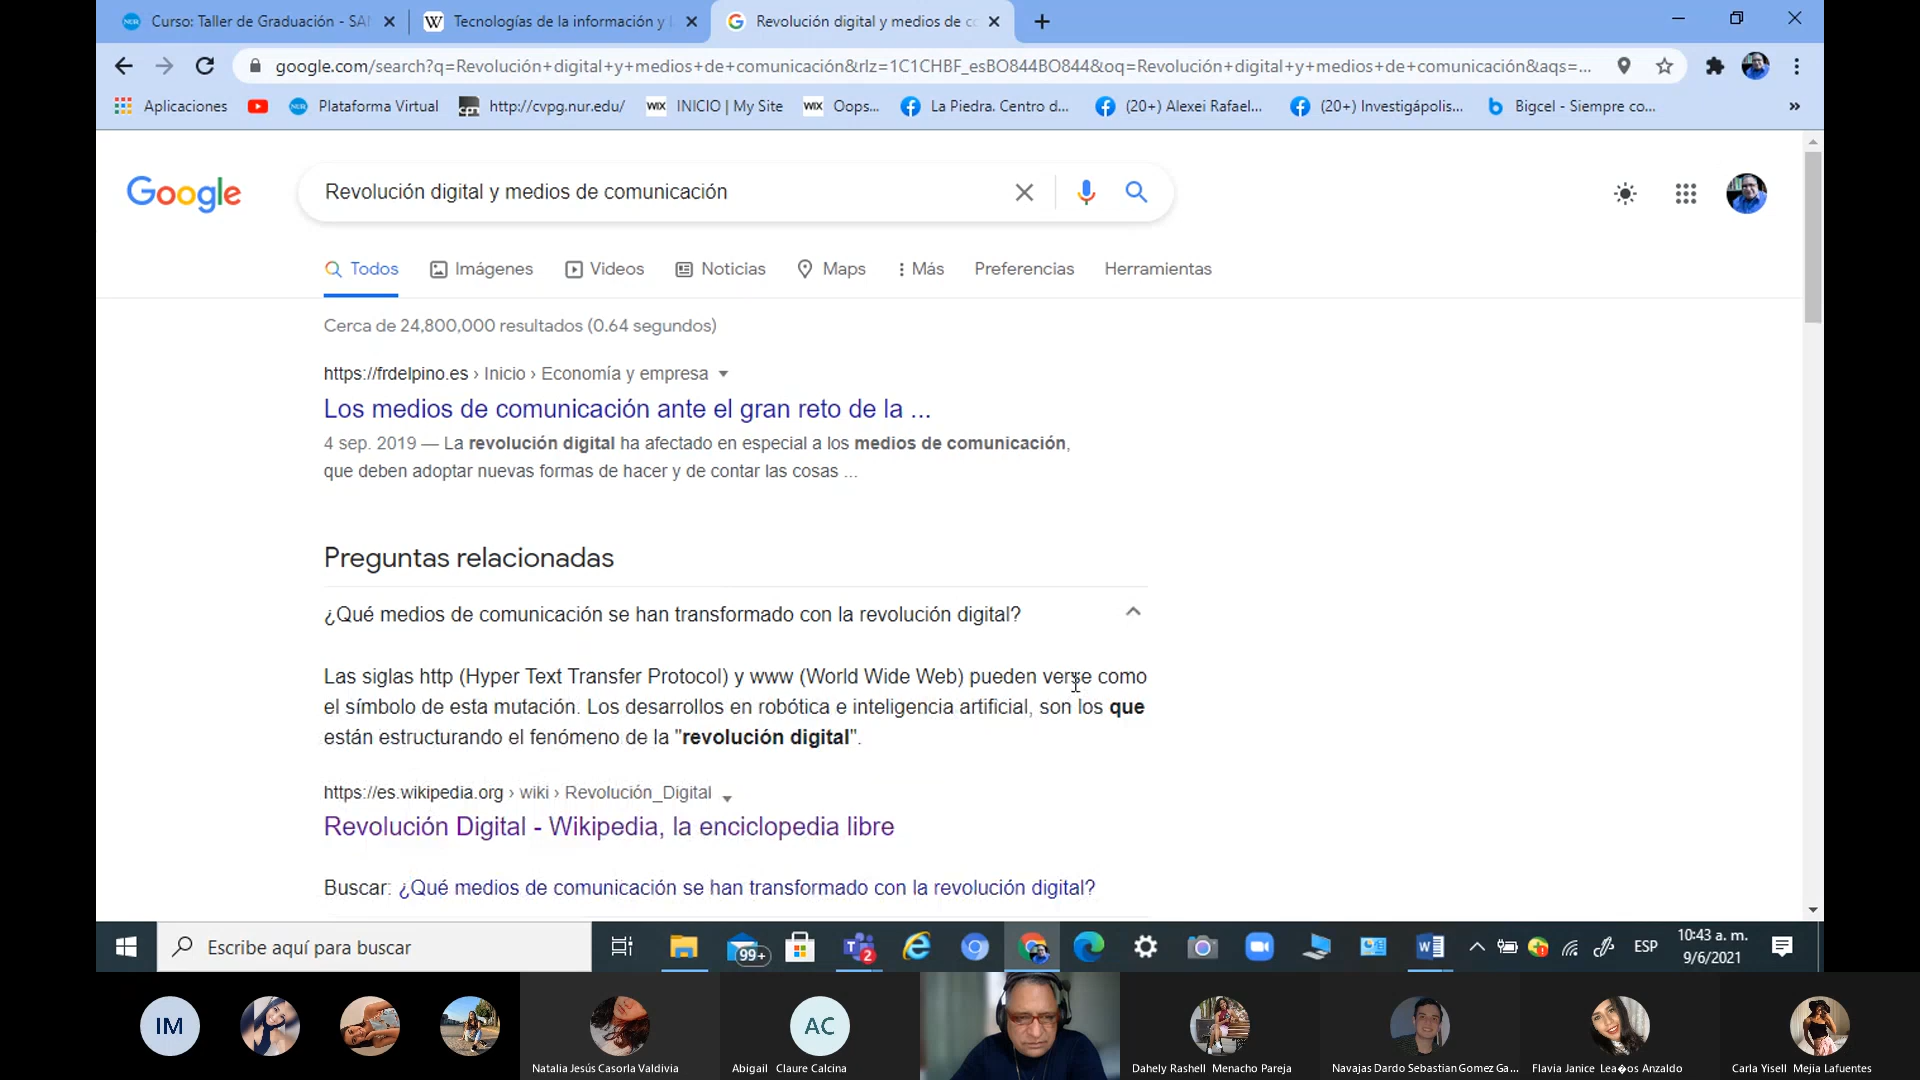 Curso: Taller de Graduación - SA
Tecnologías de la información y l
Revolución digital y medios de co
google.com/search?q=Revolución+digital+y+medios+de+comunicación&rlz=1C1CHBF_esBO844BO844&oq=Revolución+digital+y+medios+de+comunicación&aqs=...
Aplicaciones
Plataforma Virtual
http://cvpg.nur.edu/
WIX INICIO | My Site
WIX Oops...
La Piedra. Centro d...
(20+) Alexei Rafael...
(20+) Investigápolis...
Bigcel - Siempre co...
»
Google
Revolución digital y medios de comunicación
Todos
Imágenes
Videos
Noticias
Maps
Más
Preferencias
Herramientas
Cerca de 24,800,000 resultados (0.64 segundos)
https://frdelpino.es › Inicio › Economía y empresa
Los medios de comunicación ante el gran reto de la ...
4 sep. 2019 — La revolución digital ha afectado en especial a los medios de comunicación,
que deben adoptar nuevas formas de hacer y de contar las cosas ...
Preguntas relacionadas
¿Qué medios de comunicación se han transformado con la revolución digital?
Las siglas http (Hyper Text Transfer Protocol) y www (World Wide Web) pueden verse como
el símbolo de esta mutación. Los desarrollos en robótica e inteligencia artificial, son los que
están estructurando el fenómeno de la "revolución digital".
https://es.wikipedia.org › wiki › Revolución_Digital
Revolución Digital - Wikipedia, la enciclopedia libre
Buscar: ¿Qué medios de comunicación se han transformado con la revolución digital?
Escribe aquí para buscar
99+
2
ESP
10:43 a. m.
9/6/2021
IM
Natalia Jesús Casorla Valdivia
AC
Abigail Claure Calcina
Dahely Rashell Menacho Pareja
Navajas Dardo Sebastian Gomez Ga...
Flavia Janice Lea�os Anzaldo
Carla Yisell Mejia Lafuentes